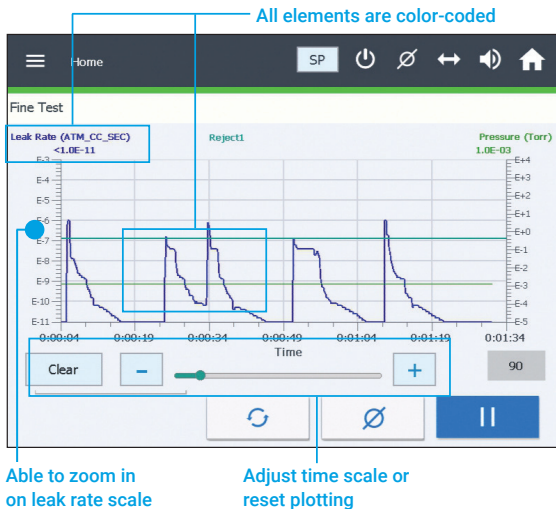 All elements are color-coded
Home
SP
Fine Test
Leak Rate (ATM_CC_SEC)
<1.0E-11
Reject1
Pressure (Torr)
1.0E-03
E-3
E-4
E-5
E-6
E-7
E-8
E-9
E-10
E-11
E+4
E+3
E+2
E+1
E+0
E-1
E-2
E-3
E-4
E-5
0:00:04 0:00:19 0:00:34 0:00:49 0:01:04 0:01:19 0:01:34
Time
Clear
-
+
90
Able to zoom in
on leak rate scale
Adjust time scale or
reset plotting